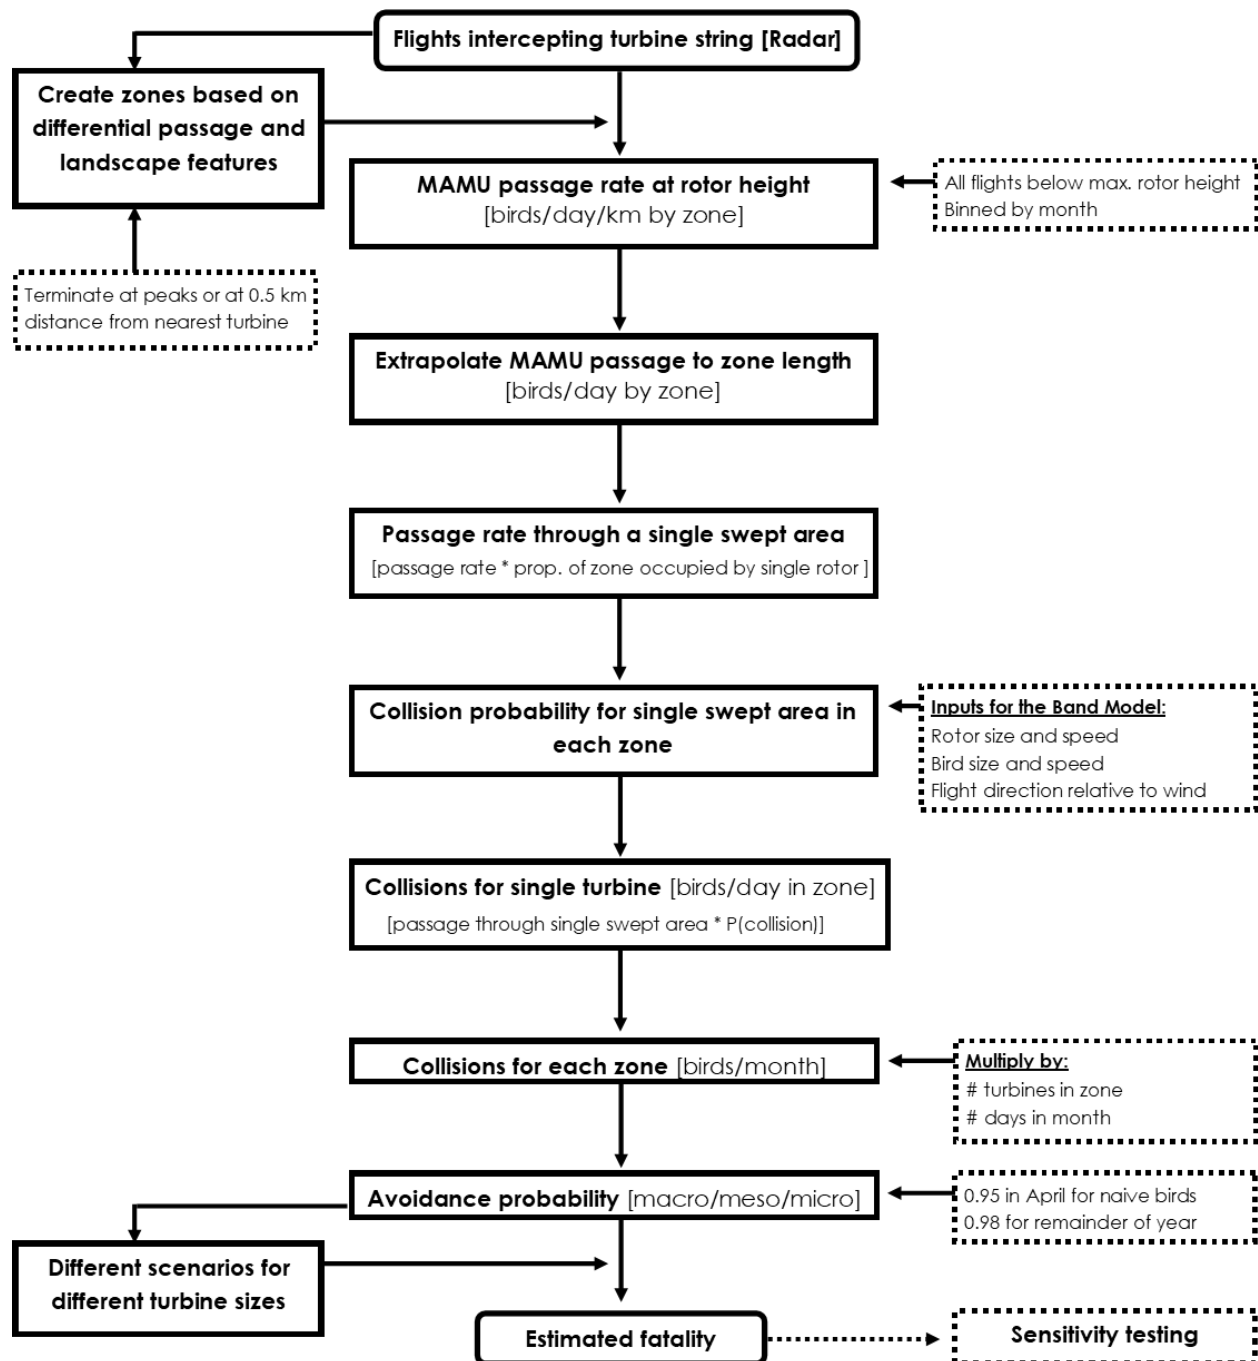 Flights intercepting turbine string [Radar]
Create zones based on
differential passage and
landscape features
MAMU passage rate at rotor height
[birds/day/km by zone]
All flights below max. rotor height
Binned by month
Terminate at peaks or at 0.5 km
distance from nearest turbine
Extrapolate MAMU passage to zone length
[birds/day by zone]
Passage rate through a single swept area
[passage rate * prop. of zone occupied by single rotor ]
Collision probability for single swept area in
each zone
Inputs for the Band Model:
Rotor size and speed
Bird size and speed
Flight direction relative to wind
Collisions for single turbine [birds/day in zone]
[passage through single swept area * P(collision)]
Collisions for each zone [birds/month]
Multiply by:
# turbines in zone
# days in month
Avoidance probability [macro/meso/micro]
0.95 in April for naive birds
0.98 for remainder of year
Different scenarios for
different turbine sizes
Estimated fatality
Sensitivity testing